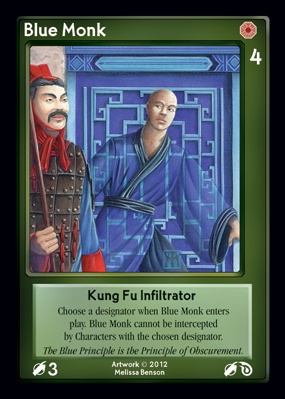 Blue Monk
4
Kung Fu Infiltrator
Choose a designator when Blue Monk enters
play. Blue Monk cannot be intercepted
by Characters with the chosen designator.
The Blue Principle is the Principle of Obscurement.
Artwork © 2012
Melissa Benson
3